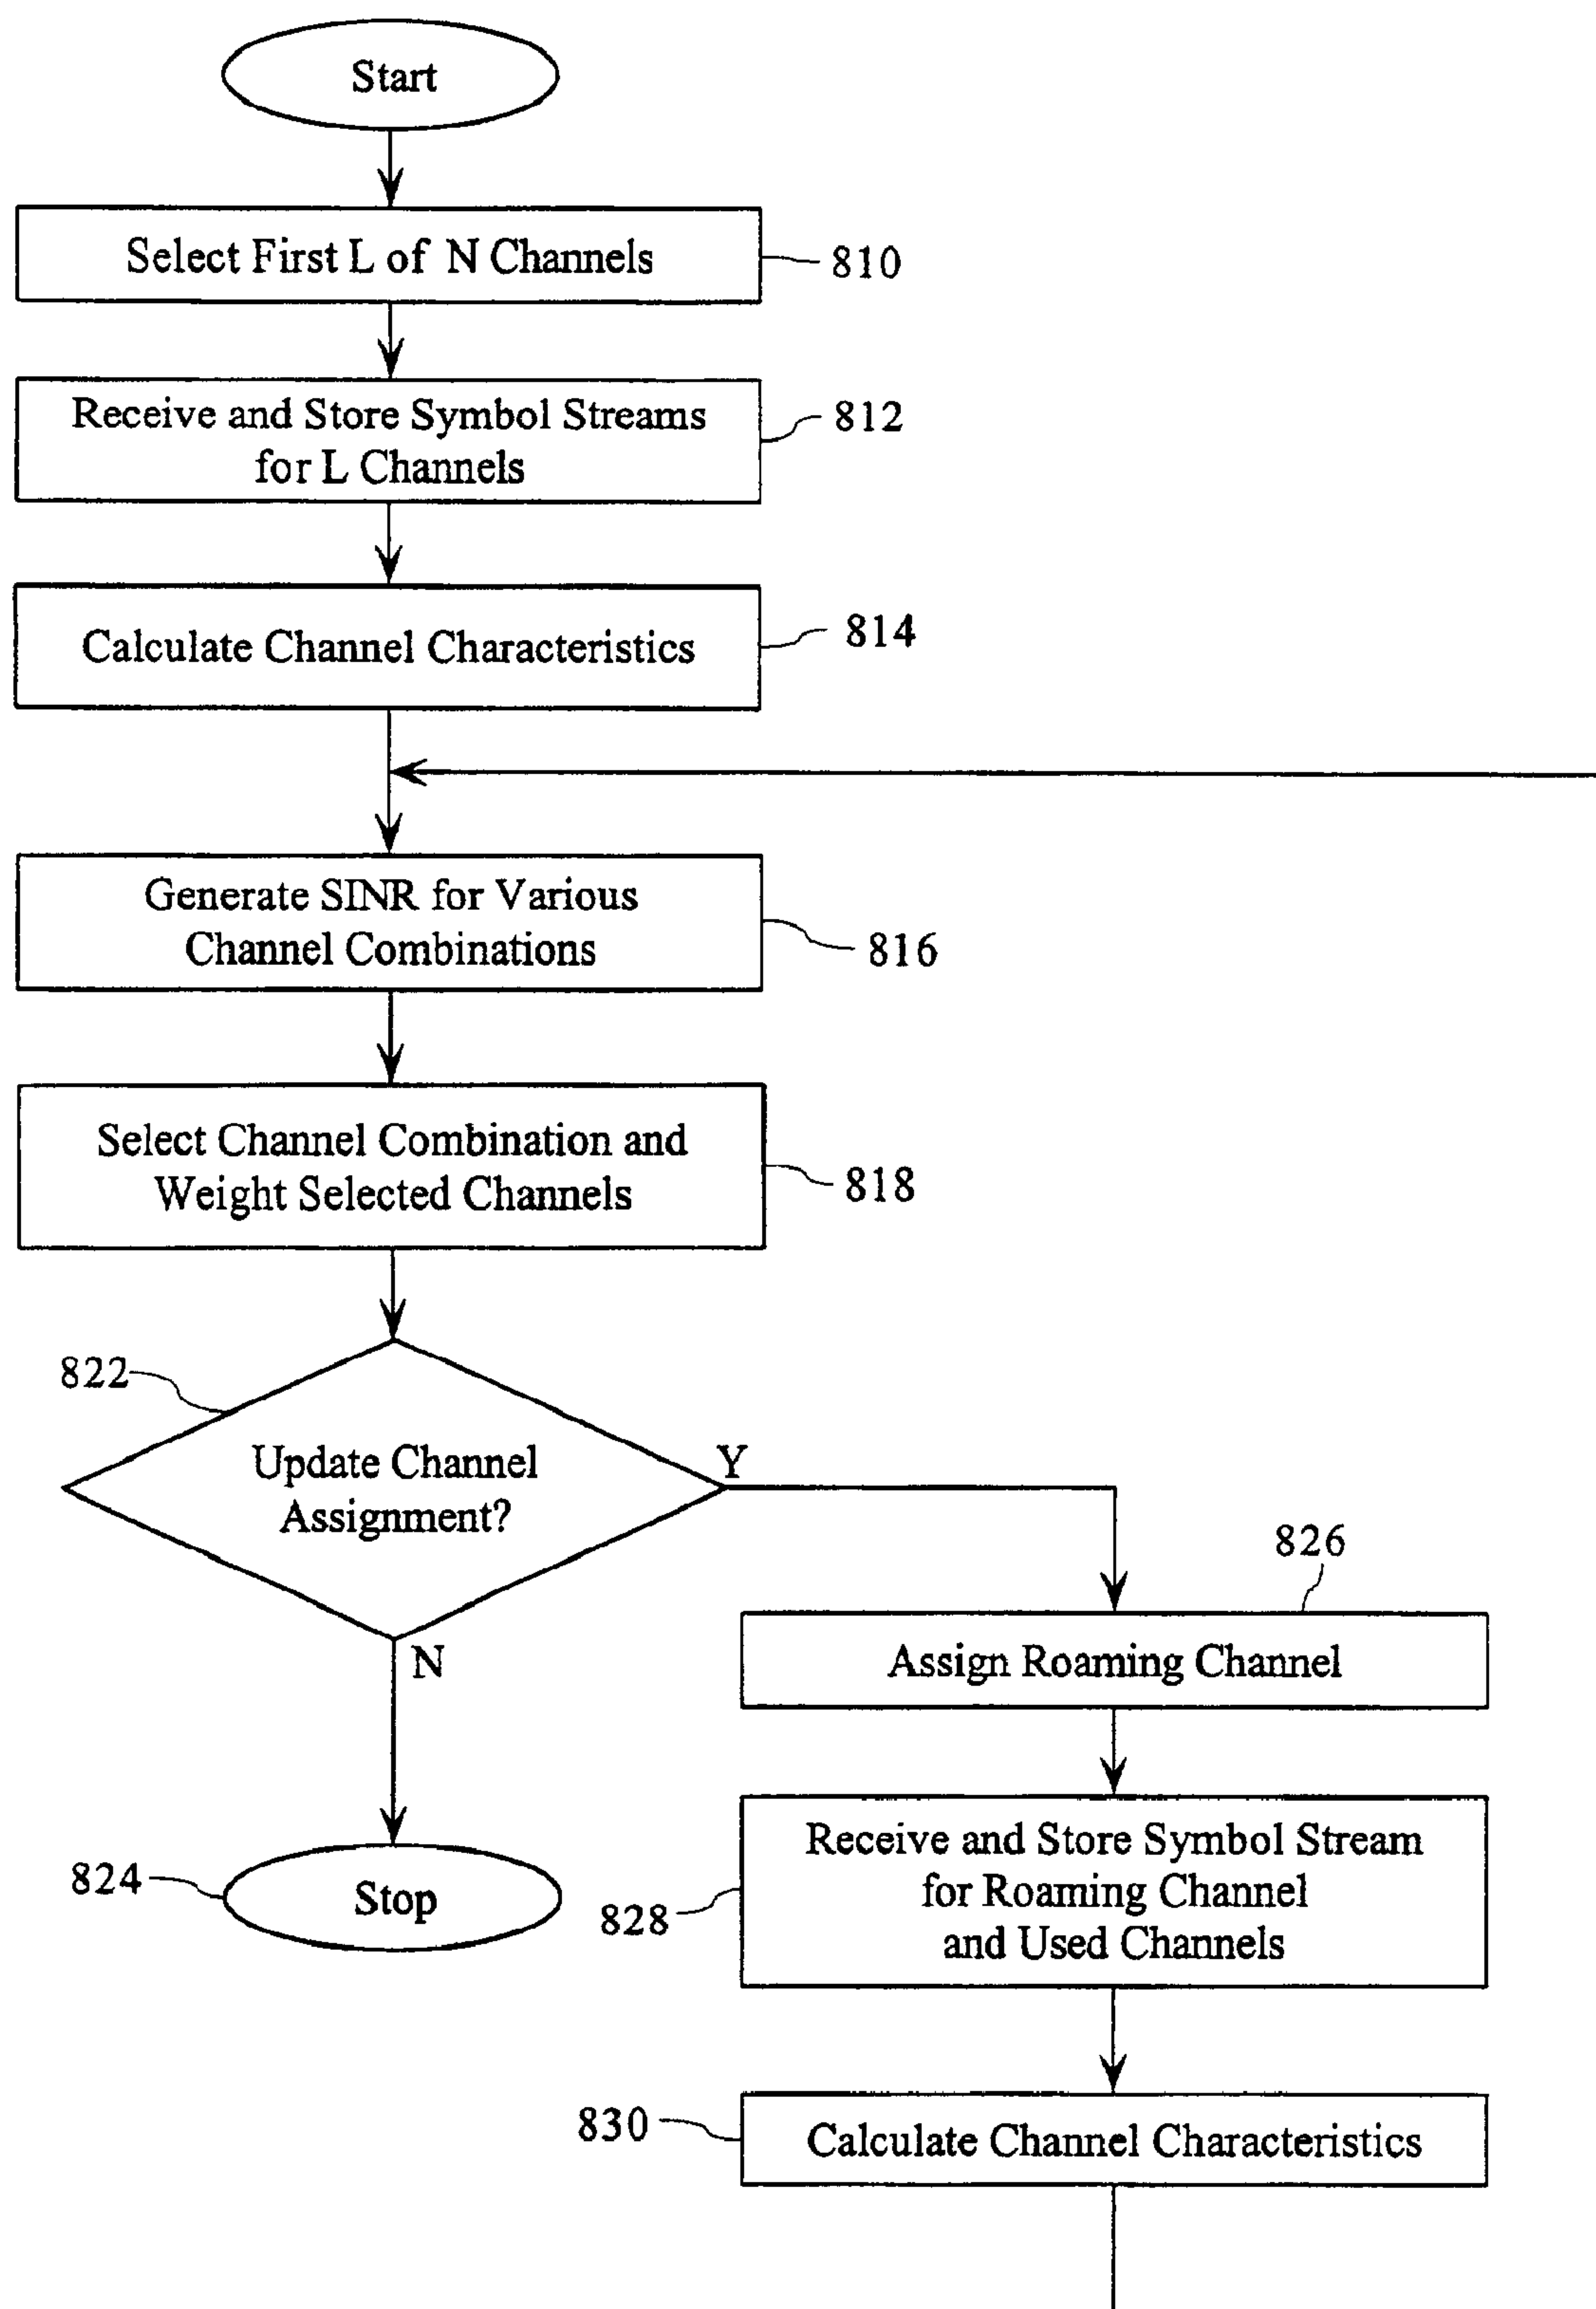 Start
Select First L of N Channels
810
Receive and Store Symbol Streams
for L Channels
812
Calculate Channel Characteristics
814
Generate SINR for Various
Channel Combinations
816
Select Channel Combination and
Weight Selected Channels
818
822
Update Channel
Assignment?
Y
N
826
Assign Roaming Channel
824
Stop
Receive and Store Symbol Stream
for Roaming Channel
and Used Channels
828
830
Calculate Channel Characteristics